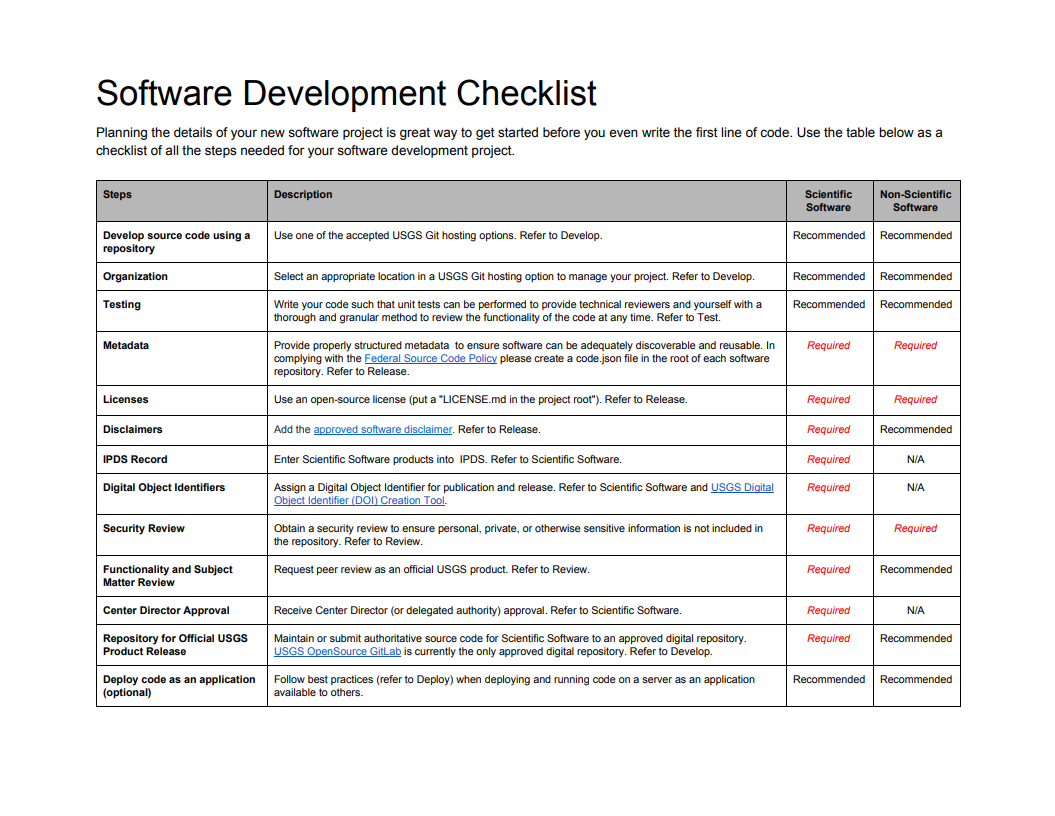 Software Development Checklist
Planning the details of your new software project is great way to get started before you even write the first line of code. Use the table below as a
checklist of all the steps needed for your software development project.
Steps
Description
Scientific
Software
Non-Scientific
Software
Develop source code using a
repository
Use one of the accepted USGS Git hosting options. Refer to Develop.
Recommended
Recommended
Organization
Select an appropriate location in a USGS Git hosting option to manage your project. Refer to Develop.
Recommended
Recommended
Testing
Write your code such that unit tests can be performed to provide technical reviewers and yourself with a
thorough and granular method to review the functionality of the code at any time. Refer to Test.
Recommended
Recommended
Metadata
Provide properly structured metadata  to ensure software can be adequately discoverable and reusable. In
complying with the Federal Source Code Policy please create a code.json file in the root of each software
repository. Refer to Release.
Required
Required
Licenses
Use an open-source license (put a "LICENSE.md in the project root"). Refer to Release.
Required
Required
Disclaimers
Add the approved software disclaimer. Refer to Release.
Required
Recommended
IPDS Record
Enter Scientific Software products into  IPDS. Refer to Scientific Software.
Required
N/A
Digital Object Identifiers
Assign a Digital Object Identifier for publication and release. Refer to Scientific Software and USGS Digital
Object Identifier (DOI) Creation Tool.
Required
N/A
Security Review
Obtain a security review to ensure personal, private, or otherwise sensitive information is not included in
the repository. Refer to Review.
Required
Required
Functionality and Subject
Matter Review
Request peer review as an official USGS product. Refer to Review.
Required
Recommended
Center Director Approval
Receive Center Director (or delegated authority) approval. Refer to Scientific Software.
Required
N/A
Repository for Official USGS
Product Release
Maintain or submit authoritative source code for Scientific Software to an approved digital repository.
USGS OpenSource GitLab is currently the only approved digital repository. Refer to Develop.
Required
Recommended
Deploy code as an application
(optional)
Follow best practices (refer to Deploy) when deploying and running code on a server as an application
available to others.
Recommended
Recommended